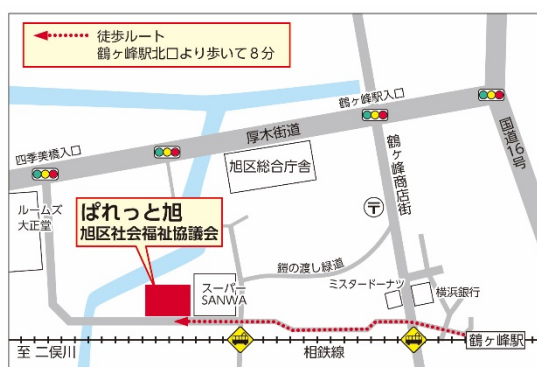 徒歩ルート
鶴ヶ峰駅北口より歩いて8分
鶴ヶ峰駅入口
国道16号
厚木街道
四季美橋入口
旭区総合庁舎
鶴ヶ峰商店街
ルームズ
大正堂
ぱれっと旭
旭区社会福祉協議会
〒
鎧の渡し緑道
スーパー
SANWA
ミスタードーナツ
横浜銀行
鶴ヶ峰駅
至 二俣川
相鉄線